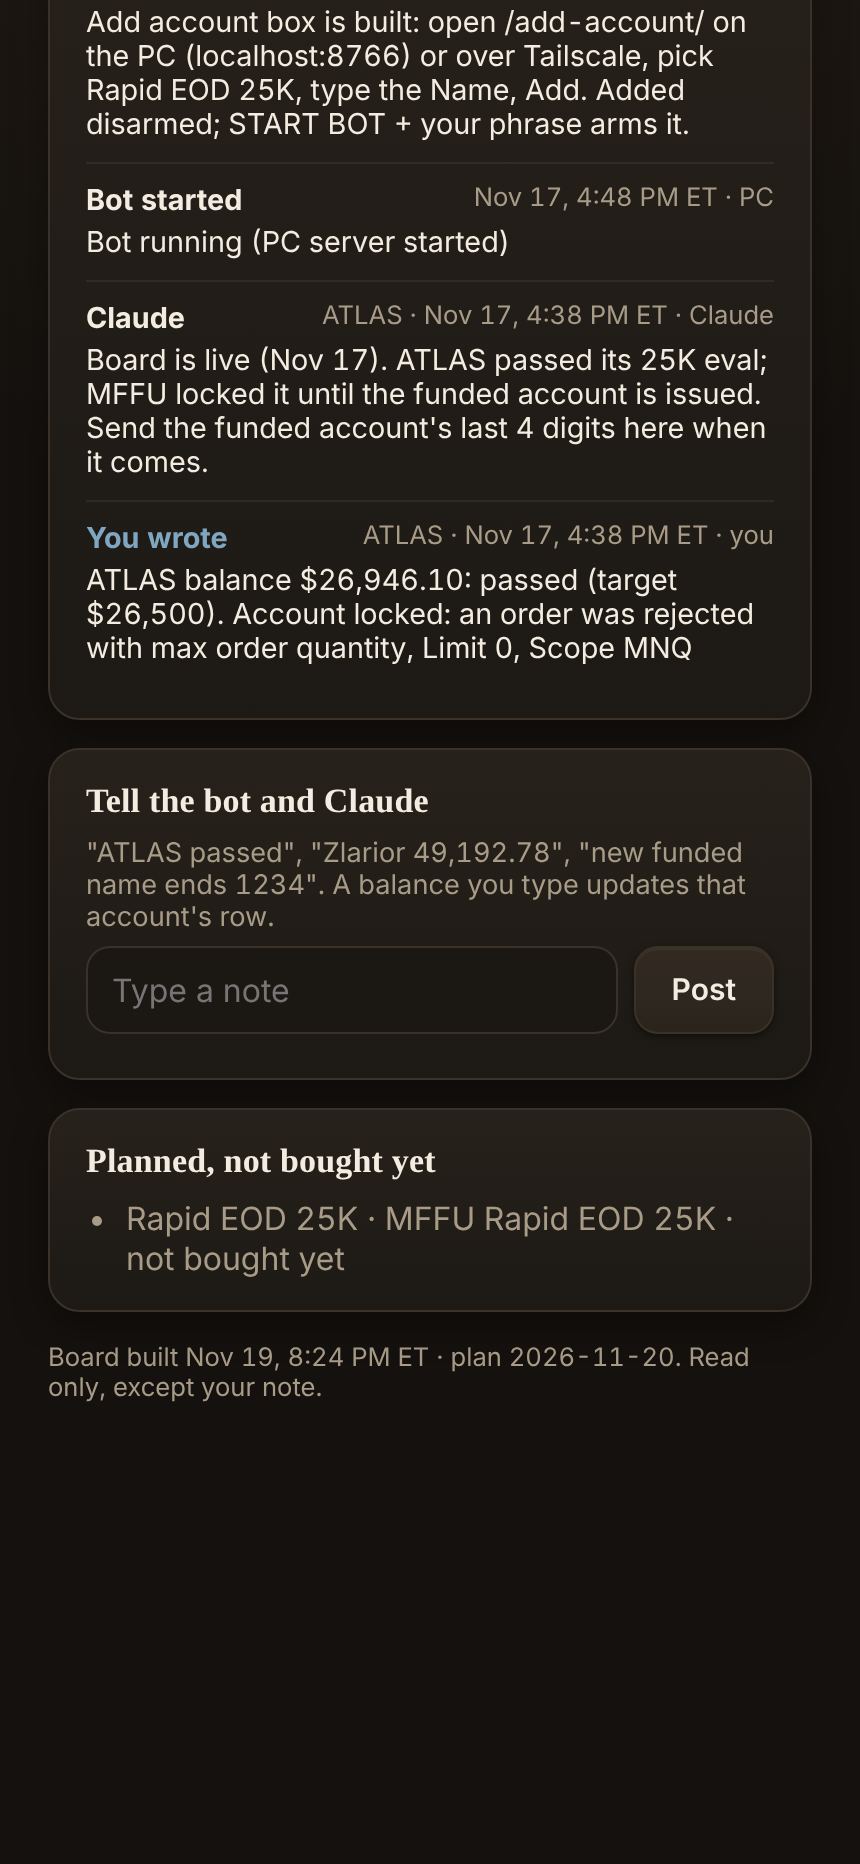 Add account box is built: open /add-account/ on
the PC (localhost:8766) or over Tailscale, pick
Rapid EOD 25K, type the Name, Add. Added
disarmed; START BOT + your phrase arms it.
Bot started Nov 17, 4:48 PM ET · PC
Bot running (PC server started)
Claude ATLAS · Nov 17, 4:38 PM ET · Claude
Board is live (Nov 17). ATLAS passed its 25K eval;
MFFU locked it until the funded account is issued.
Send the funded account's last 4 digits here when
it comes.
You wrote ATLAS · Nov 17, 4:38 PM ET · you
ATLAS balance $26,946.10: passed (target
$26,500). Account locked: an order was rejected
with max order quantity, Limit 0, Scope MNQ
Tell the bot and Claude
"ATLAS passed", "Zlarior 49,192.78", "new funded
name ends 1234". A balance you type updates that
account's row.
Type a note Post
Planned, not bought yet
• Rapid EOD 25K · MFFU Rapid EOD 25K ·
not bought yet
Board built Nov 19, 8:24 PM ET · plan 2026-11-20. Read
only, except your note.